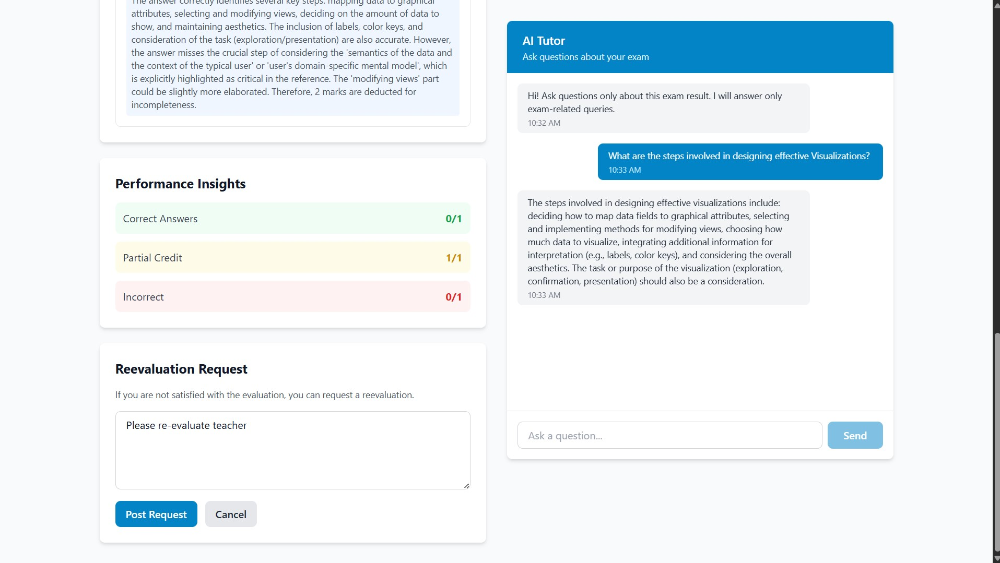 The answer correctly identifies several key steps: mapping data to graphical
attributes, selecting and modifying views, deciding on the amount of data to
show, and maintaining aesthetics. The inclusion of labels, color keys, and
consideration of the task (exploration/presentation) are also accurate. However,
the answer misses the crucial step of considering the 'semantics of the data and
the context of the typical user' or 'user's domain-specific mental model', which
is explicitly highlighted as critical in the reference. The 'modifying views' part
could be slightly more elaborated. Therefore, 2 marks are deducted for
incompleteness.
Performance Insights
Correct Answers 0/1
Partial Credit 1/1
Incorrect 0/1
Reevaluation Request
If you are not satisfied with the evaluation, you can request a reevaluation.
Please re-evaluate teacher
Post Request Cancel
AI Tutor
Ask questions about your exam
Hi! Ask questions only about this exam result. I will answer only
exam-related queries.
10:32 AM
What are the steps involved in designing effective Visualizations?
10:33 AM
The steps involved in designing effective visualizations include:
deciding how to map data fields to graphical attributes, selecting
and implementing methods for modifying views, choosing how
much data to visualize, integrating additional information for
interpretation (e.g., labels, color keys), and considering the overall
aesthetics. The task or purpose of the visualization (exploration,
confirmation, presentation) should also be a consideration.
10:33 AM
Ask a question...
Send